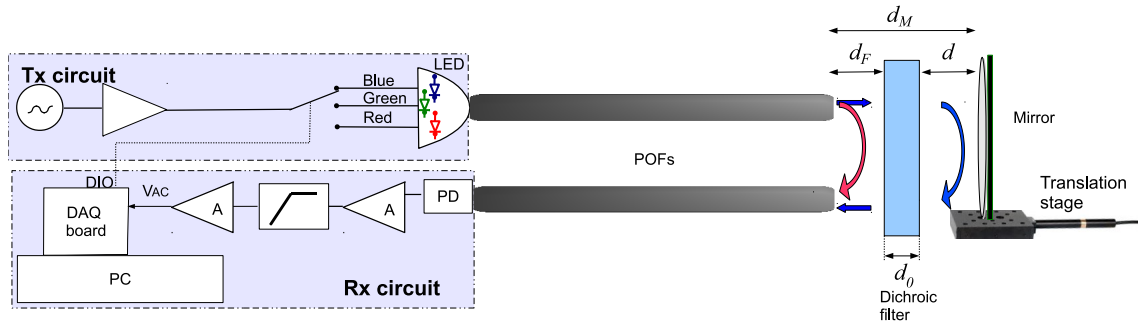 d_M
Tx circuit
LED
d_F
d
Blue
Green
Red
Mirror
POFs
DIO
VAC
Translation
stage
PD
DAQ
board
A
A
PC
d_0
Rx circuit
Dichroic
filter